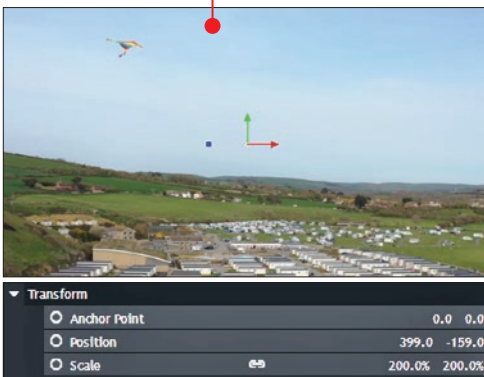 Transform
Anchor Point 0.0 0.0
Position 399.0 -159.0
Scale 200.0% 200.0%